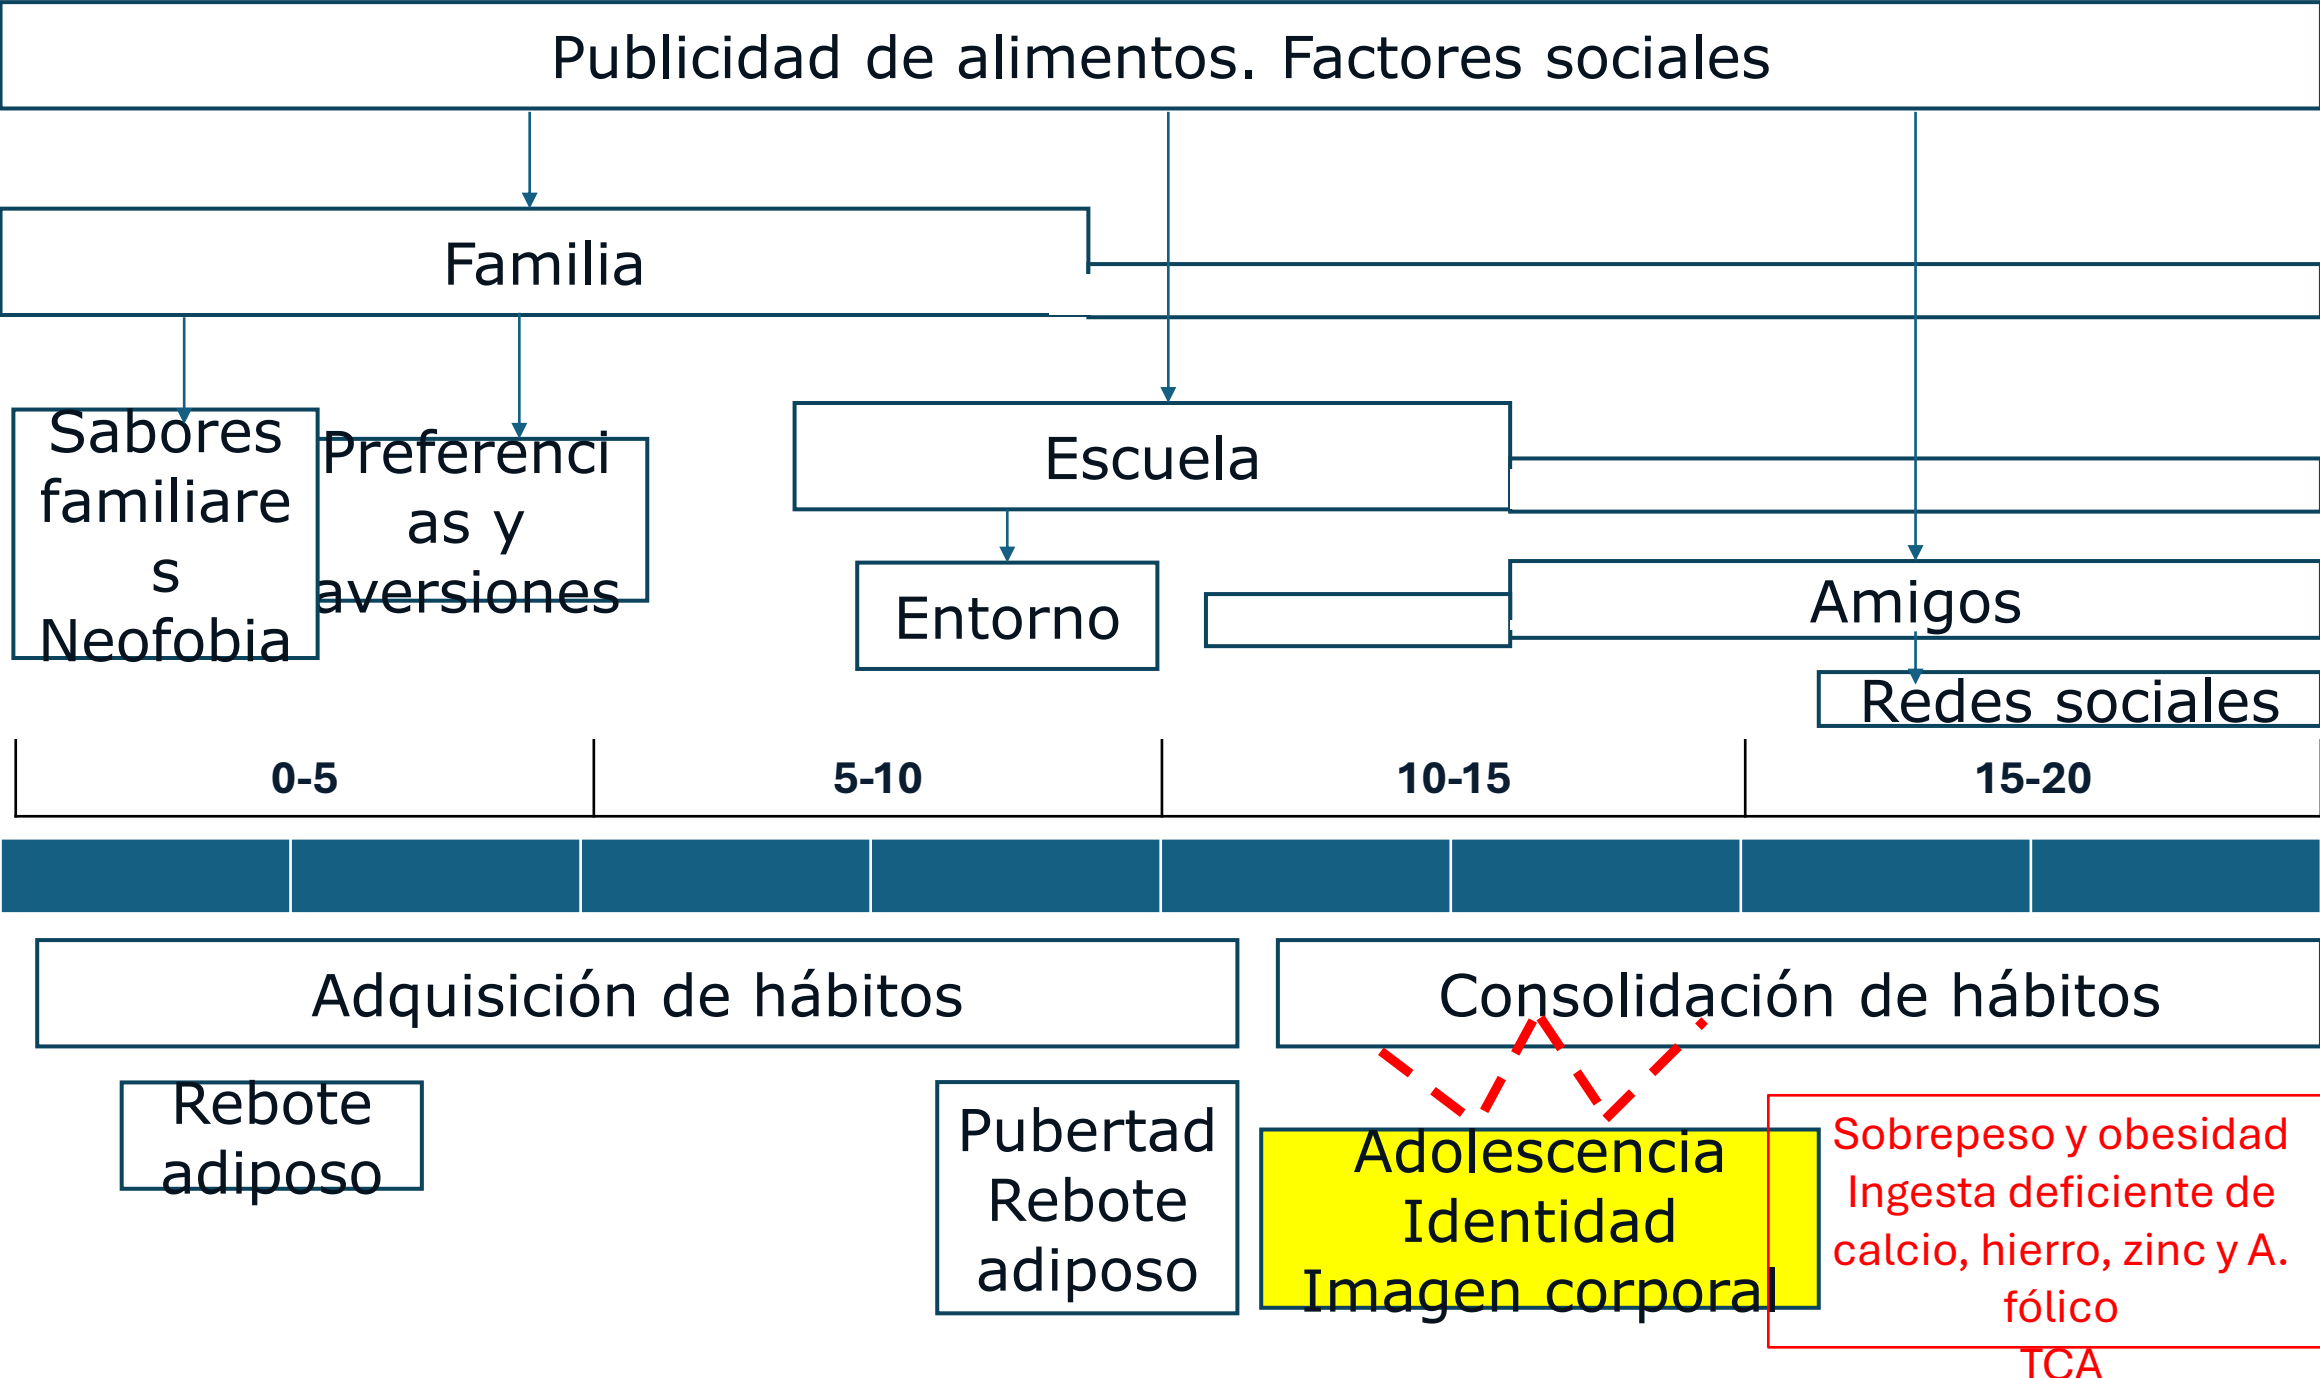 Publicidad de alimentos. Factores sociales
Familia
Sabores
familiare
s
Neofobia
Preferenci
as y
aversiones
Escuela
Entorno
Amigos
Redes sociales
0-5
5-10
10-15
15-20
Adquisición de hábitos
Consolidación de hábitos
Rebote
adiposo
Pubertad
Rebote
adiposo
Adolescencia
Identidad
Imagen corporal
Sobrepeso y obesidad
Ingesta deficiente de
calcio, hierro, zinc y A.
fólico
TCA